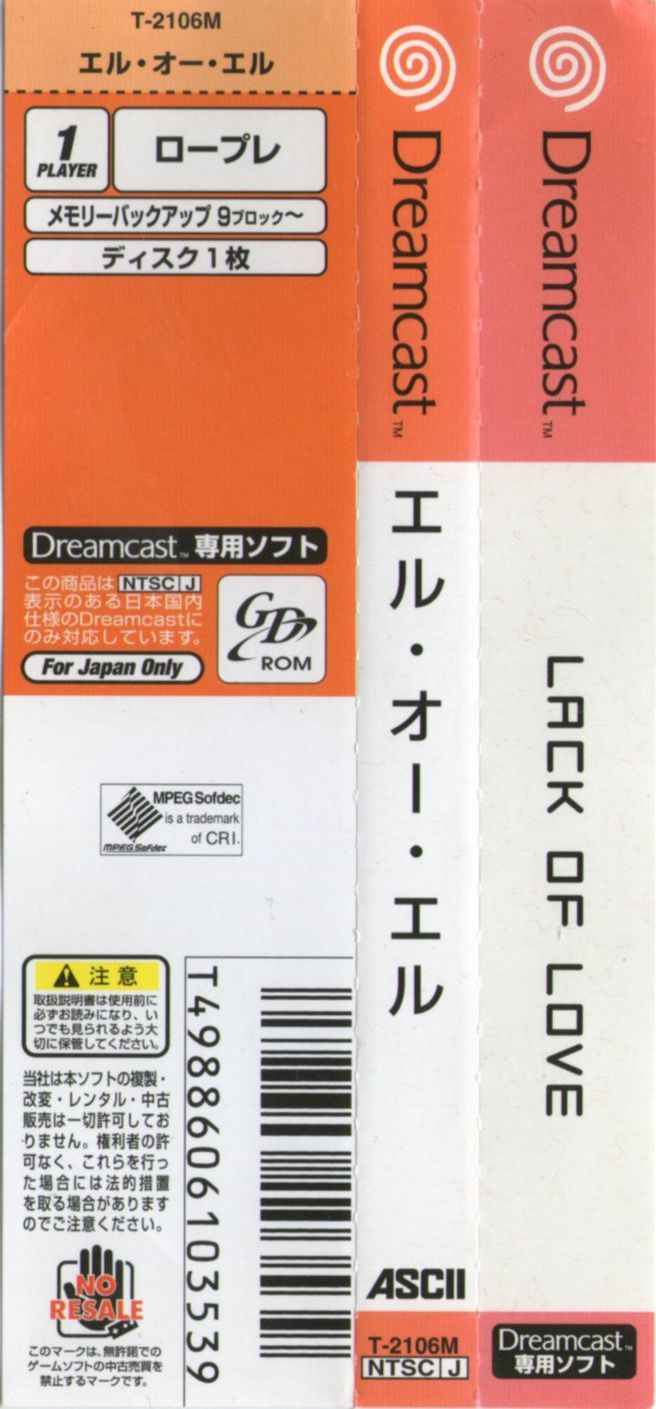 T-2106M
エル・オー・エル
1
PLAYER
ロープレ
メモリーバックアップ 9ブロック〜
ディスク1枚
Dreamcast™ 専用ソフト
この商品は NTSC J
表示のある日本国内
仕様のDreamcastに
のみ対応しています。
For Japan Only
GD
ROM
MPEG Sofdec
is a trademark
of CRI.
MPEG Sofdec
注意
取扱説明書は使用前に
必ずお読みになり、い
つでも見られるよう大
切に保管してください。
当社は本ソフトの複製・
改変・レンタル・中古
販売は一切許可してお
りません。権利者の許
可なく、これらを行っ
た場合には法的措置
を取る場合があります
のでご注意ください。
NO
RESALE
このマークは、無許諾での
ゲームソフトの中古売買を
禁止するマークです。
T4988606103539
Dreamcast™
エル・オー・エル
ASCII
T-2106M
NTSC J
Dreamcast™
LACK OF LOVE
Dreamcast™
専用ソフト